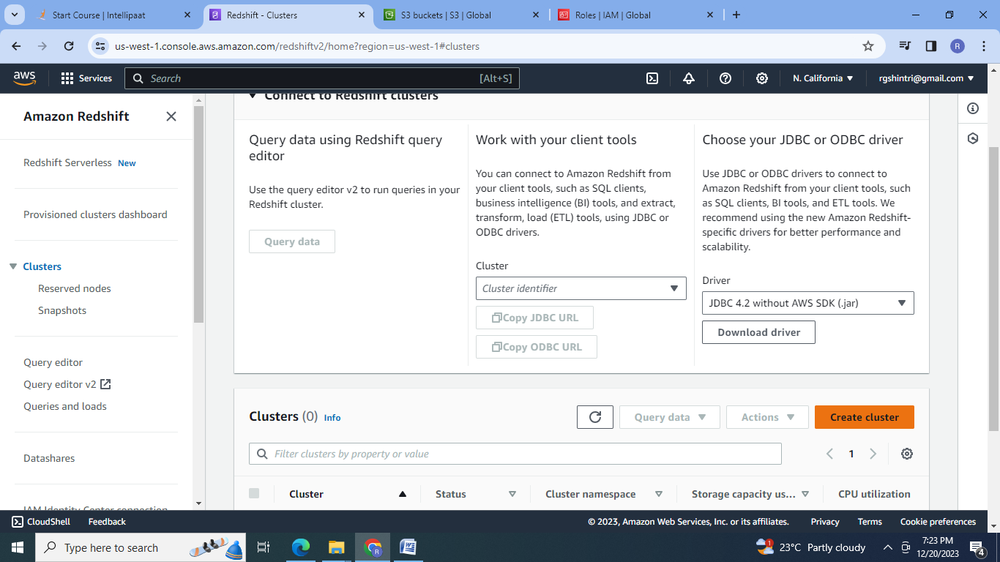 Start Course | Intellipaat
Redshift - Clusters
S3 buckets | S3 | Global
Roles | IAM | Global
us-west-1.console.aws.amazon.com/redshiftv2/home?region=us-west-1#clusters
R
aws
Services
Search
[Alt+S]
N. California
rgshintri@gmail.com
Amazon Redshift
Redshift Serverless New
Provisioned clusters dashboard
Clusters
Reserved nodes
Snapshots
Query editor
Query editor v2
Queries and loads
Datashares
IAM Identity Center connection
Connect to Redshift clusters
Query data using Redshift query
editor
Use the query editor v2 to run queries in your
Redshift cluster.
Query data
Work with your client tools
You can connect to Amazon Redshift from
your client tools, such as SQL clients,
business intelligence (BI) tools, and extract,
transform, load (ETL) tools, using JDBC or
ODBC drivers.
Cluster
Cluster identifier
Copy JDBC URL
Copy ODBC URL
Choose your JDBC or ODBC driver
Use JDBC or ODBC drivers to connect to
Amazon Redshift from your client tools, such
as SQL clients, BI tools, and ETL tools. We
recommend using the new Amazon Redshift-
specific drivers for better performance and
scalability.
Driver
JDBC 4.2 without AWS SDK (.jar)
Download driver
Clusters (0) Info
Query data
Actions
Create cluster
Filter clusters by property or value
1
Cluster
Status
Cluster namespace
Storage capacity us...
CPU utilization
CloudShell
Feedback
© 2023, Amazon Web Services, Inc. or its affiliates.
Privacy
Terms
Cookie preferences
Type here to search
1
23°C Partly cloudy
7:23 PM
12/20/2023
4